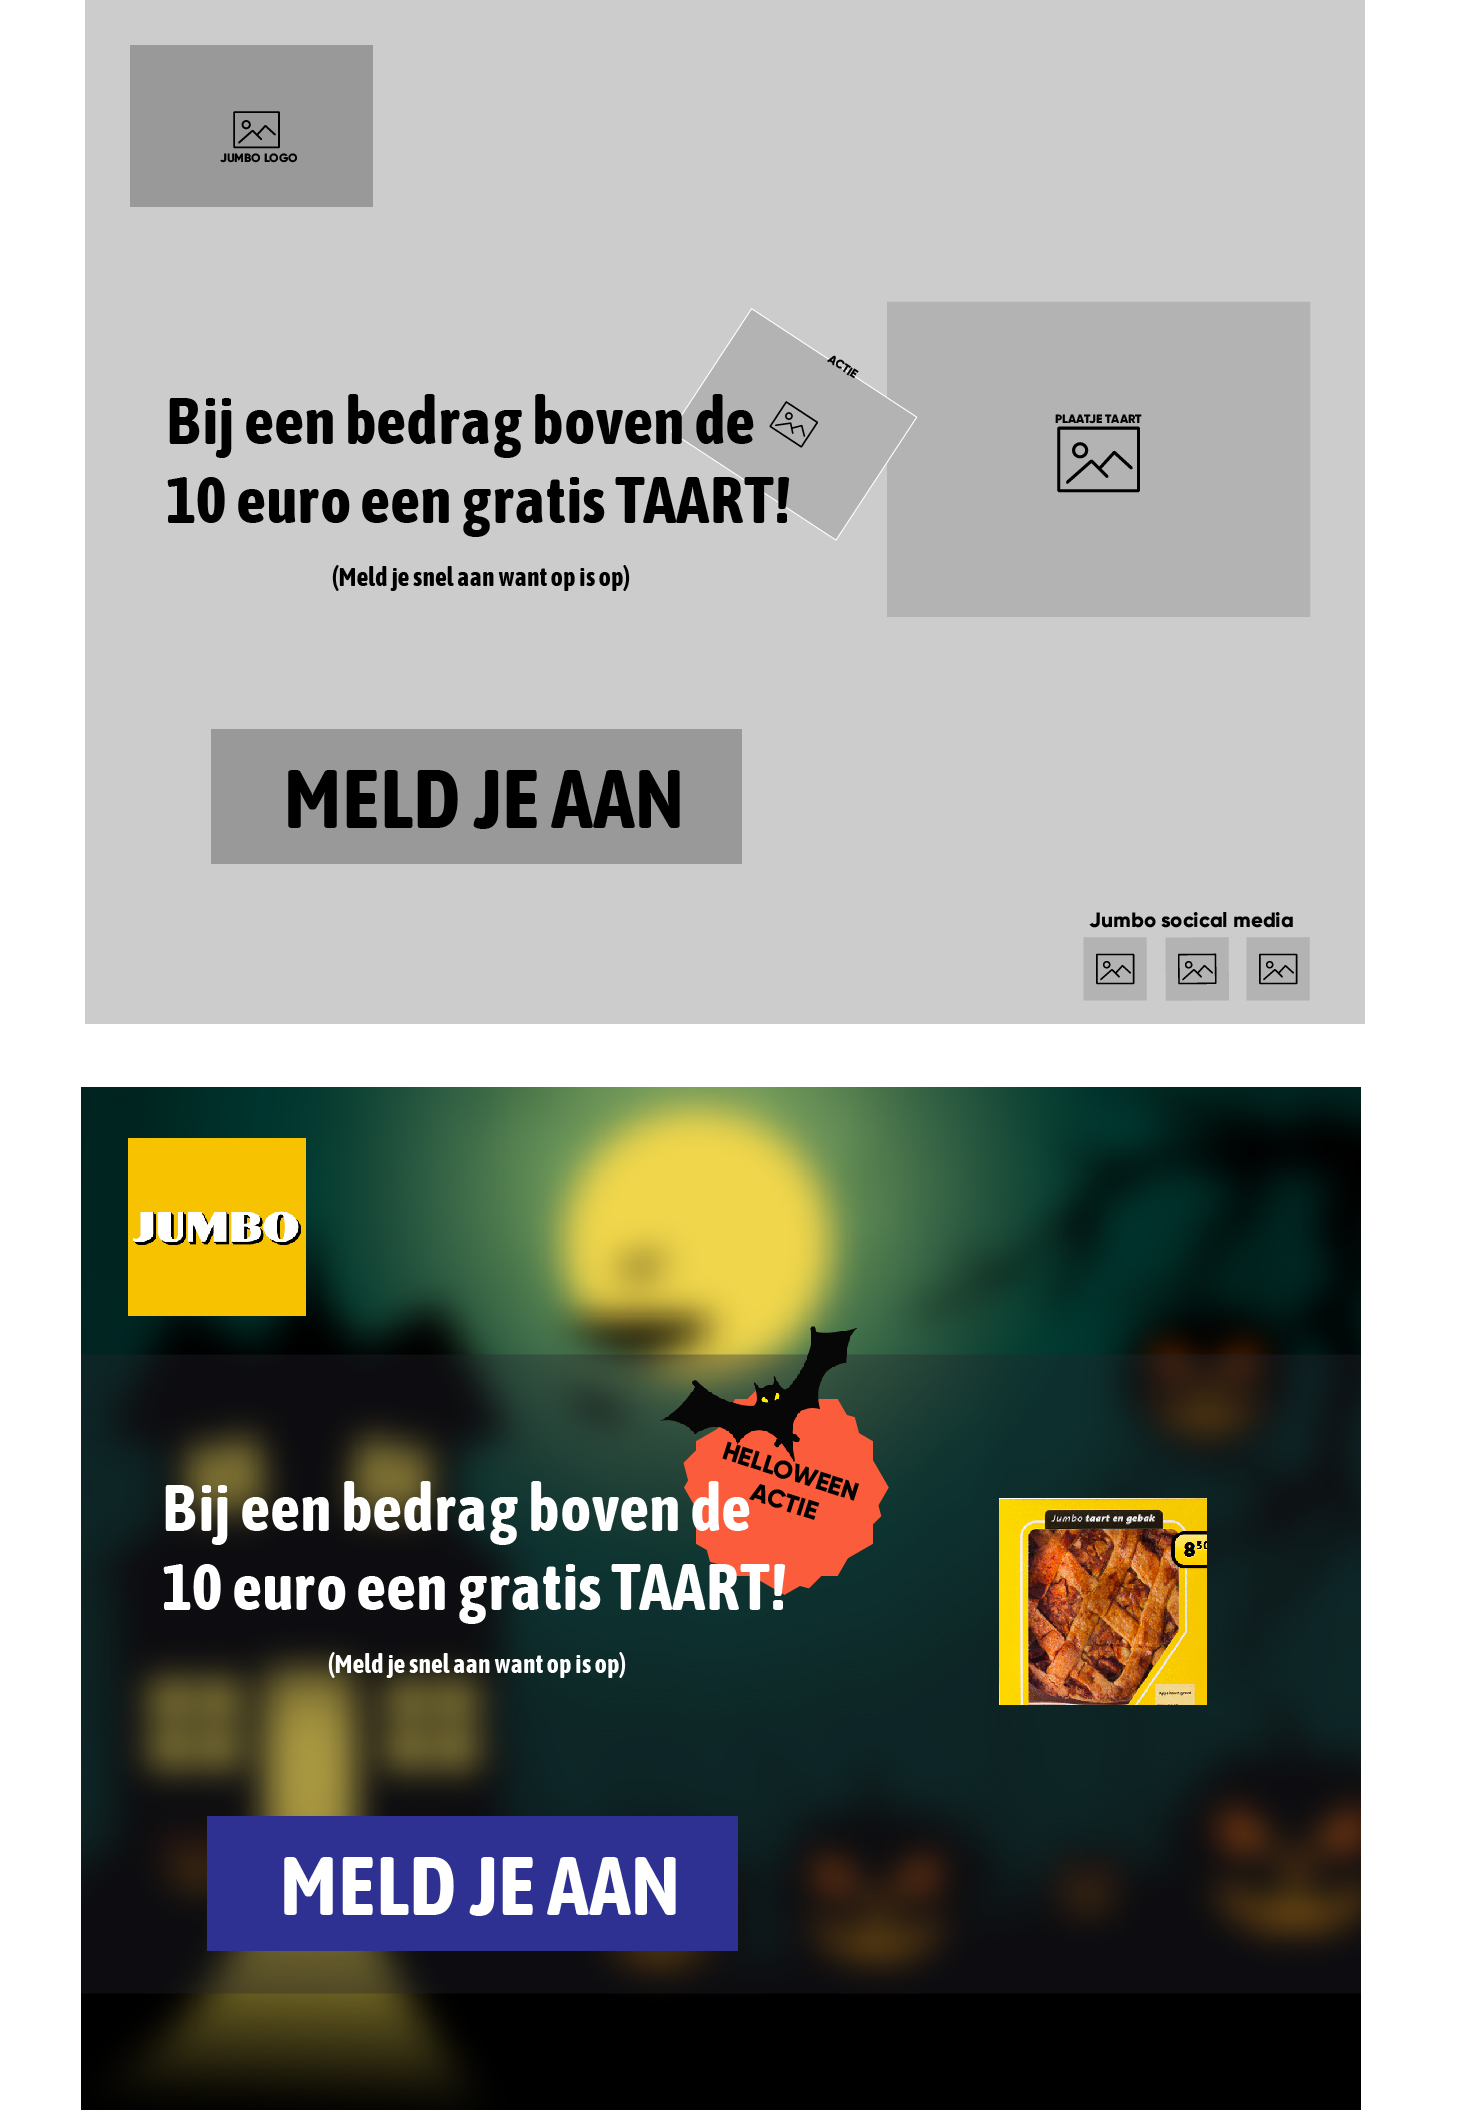 JUMBO LOGO
ACTIE
PLAATJE TAART
Bij een bedrag boven de
10 euro een gratis TAART!
(Meld je snel aan want op is op)
MELD JE AAN
Jumbo socical media
JUMBO
HELLOWEEN
ACTIE
Bij een bedrag boven de
10 euro een gratis TAART!
(Meld je snel aan want op is op)
Jumbo taart en gebak
8 50
MELD JE AAN